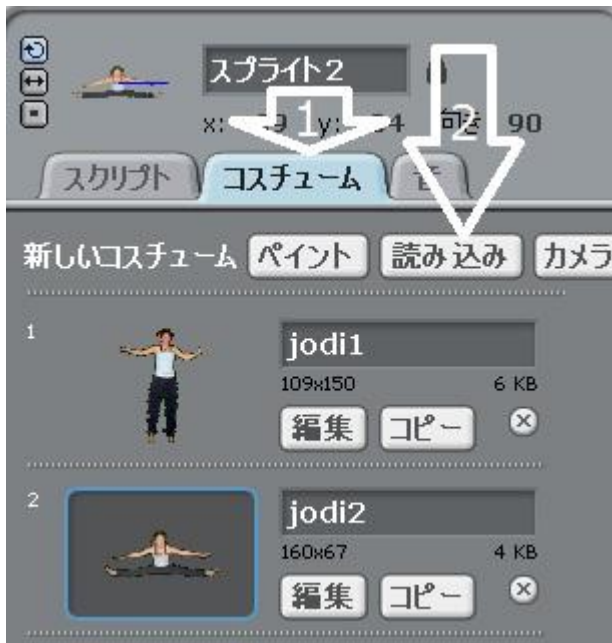 スプライト2
1
2
x: y: 向き 90
スクリプト コスチューム 音
新しいコスチューム ペイント 読み込み カメラ
1
jodi1
109x150 6 KB
編集 コピー
2
jodi2
160x67 4 KB
編集 コピー